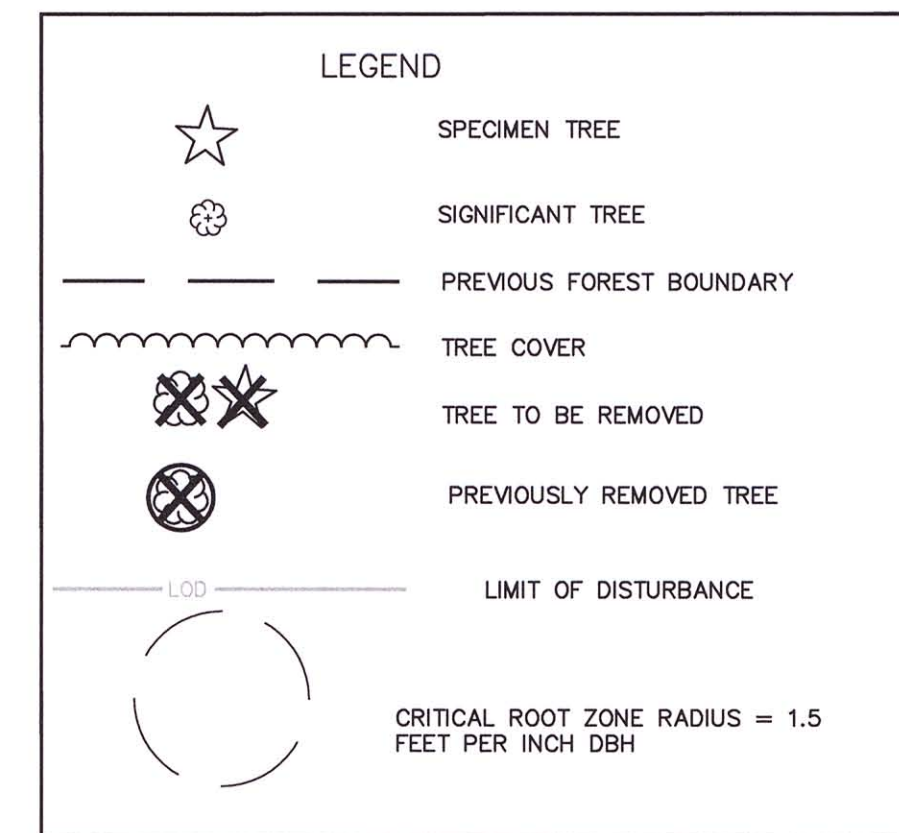 LEGEND
SPECIMEN TREE
SIGNIFICANT TREE
PREVIOUS FOREST BOUNDARY
TREE COVER
TREE TO BE REMOVED
PREVIOUSLY REMOVED TREE
LOD
LIMIT OF DISTURBANCE
CRITICAL ROOT ZONE RADIUS = 1.5
FEET PER INCH DBH